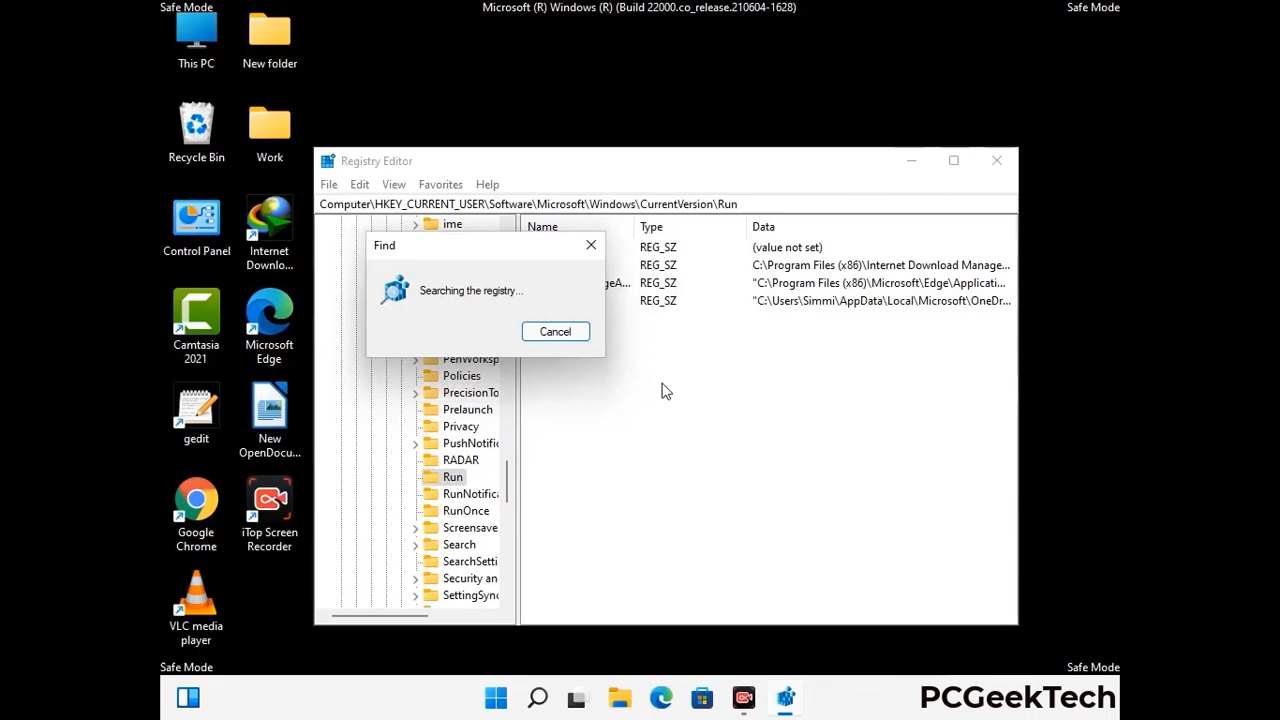 Safe Mode
Microsoft (R) Windows (R) (Build 22000.co_release.210604-1628)
Safe Mode
This PC
New folder
Recycle Bin
Work
Control Panel
Internet
Downlo...
Camtasia
2021
Microsoft
Edge
gedit
New
OpenDocu...
Google
Chrome
iTop Screen
Recorder
VLC media
player
Registry Editor
File Edit View Favorites Help
Computer\HKEY_CURRENT_USER\Software\Microsoft\Windows\CurrentVersion\Run
ime
Name Type Data
REG_SZ (value not set)
REG_SZ C:\Program Files (x86)\Internet Download Manage...
geA... REG_SZ "C:\Program Files (x86)\Microsoft\Edge\Applicati...
REG_SZ "C:\Users\Simmi\AppData\Local\Microsoft\OneDr...
Find
Searching the registry...
Cancel
PenWorksp
Policies
PrecisionTo
Prelaunch
Privacy
PushNotific
RADAR
Run
RunNotifica
RunOnce
Screensave
Search
SearchSetti
Security an
SettingSync
Safe Mode
Safe Mode
PCGeekTech